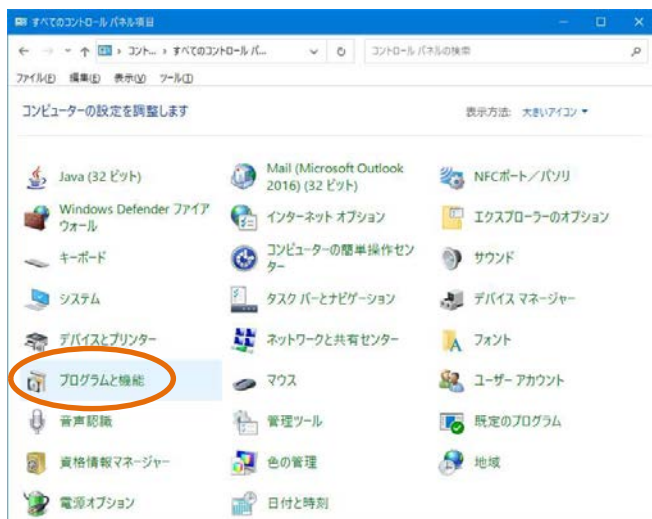 すべてのコントロール パネル項目
コント... › すべてのコントロール パ...
コントロール パネルの検索
ファイル(F) 編集(E) 表示(V) ツール(T)
コンピューターの設定を調整します
表示方法: 大きいアイコン
Java (32 ビット)
Mail (Microsoft Outlook
2016) (32 ビット)
NFCポート／パソリ
Windows Defender ファイア
ウォール
インターネット オプション
エクスプローラーのオプション
キーボード
コンピューターの簡単操作セン
ター
サウンド
システム
タスク バーとナビゲーション
デバイス マネージャー
デバイスとプリンター
ネットワークと共有センター
フォント
プログラムと機能
マウス
ユーザー アカウント
音声認識
管理ツール
既定のプログラム
資格情報マネージャー
色の管理
地域
電源オプション
日付と時刻